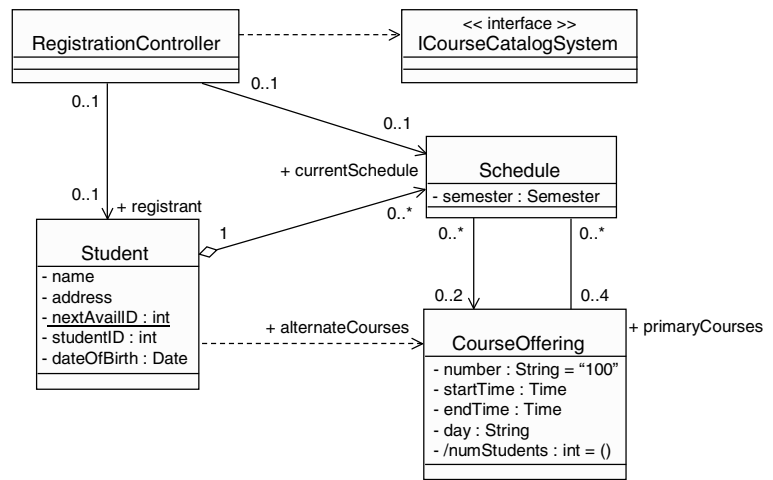 << interface >>
RegistrationController
ICourseCatalogSystem
0..1
0..1
0..1
+ currentSchedule
Schedule
- semester : Semester
0..1
+ registrant
0..*
1
Student
- name
- address
- nextAvailID : int
- studentID : int
- dateOfBirth : Date
0..*
0..*
0..2
0..4
+ alternateCourses
+ primaryCourses
CourseOffering
- number : String = “100”
- startTime : Time
- endTime : Time
- day : String
- /numStudents : int = ()